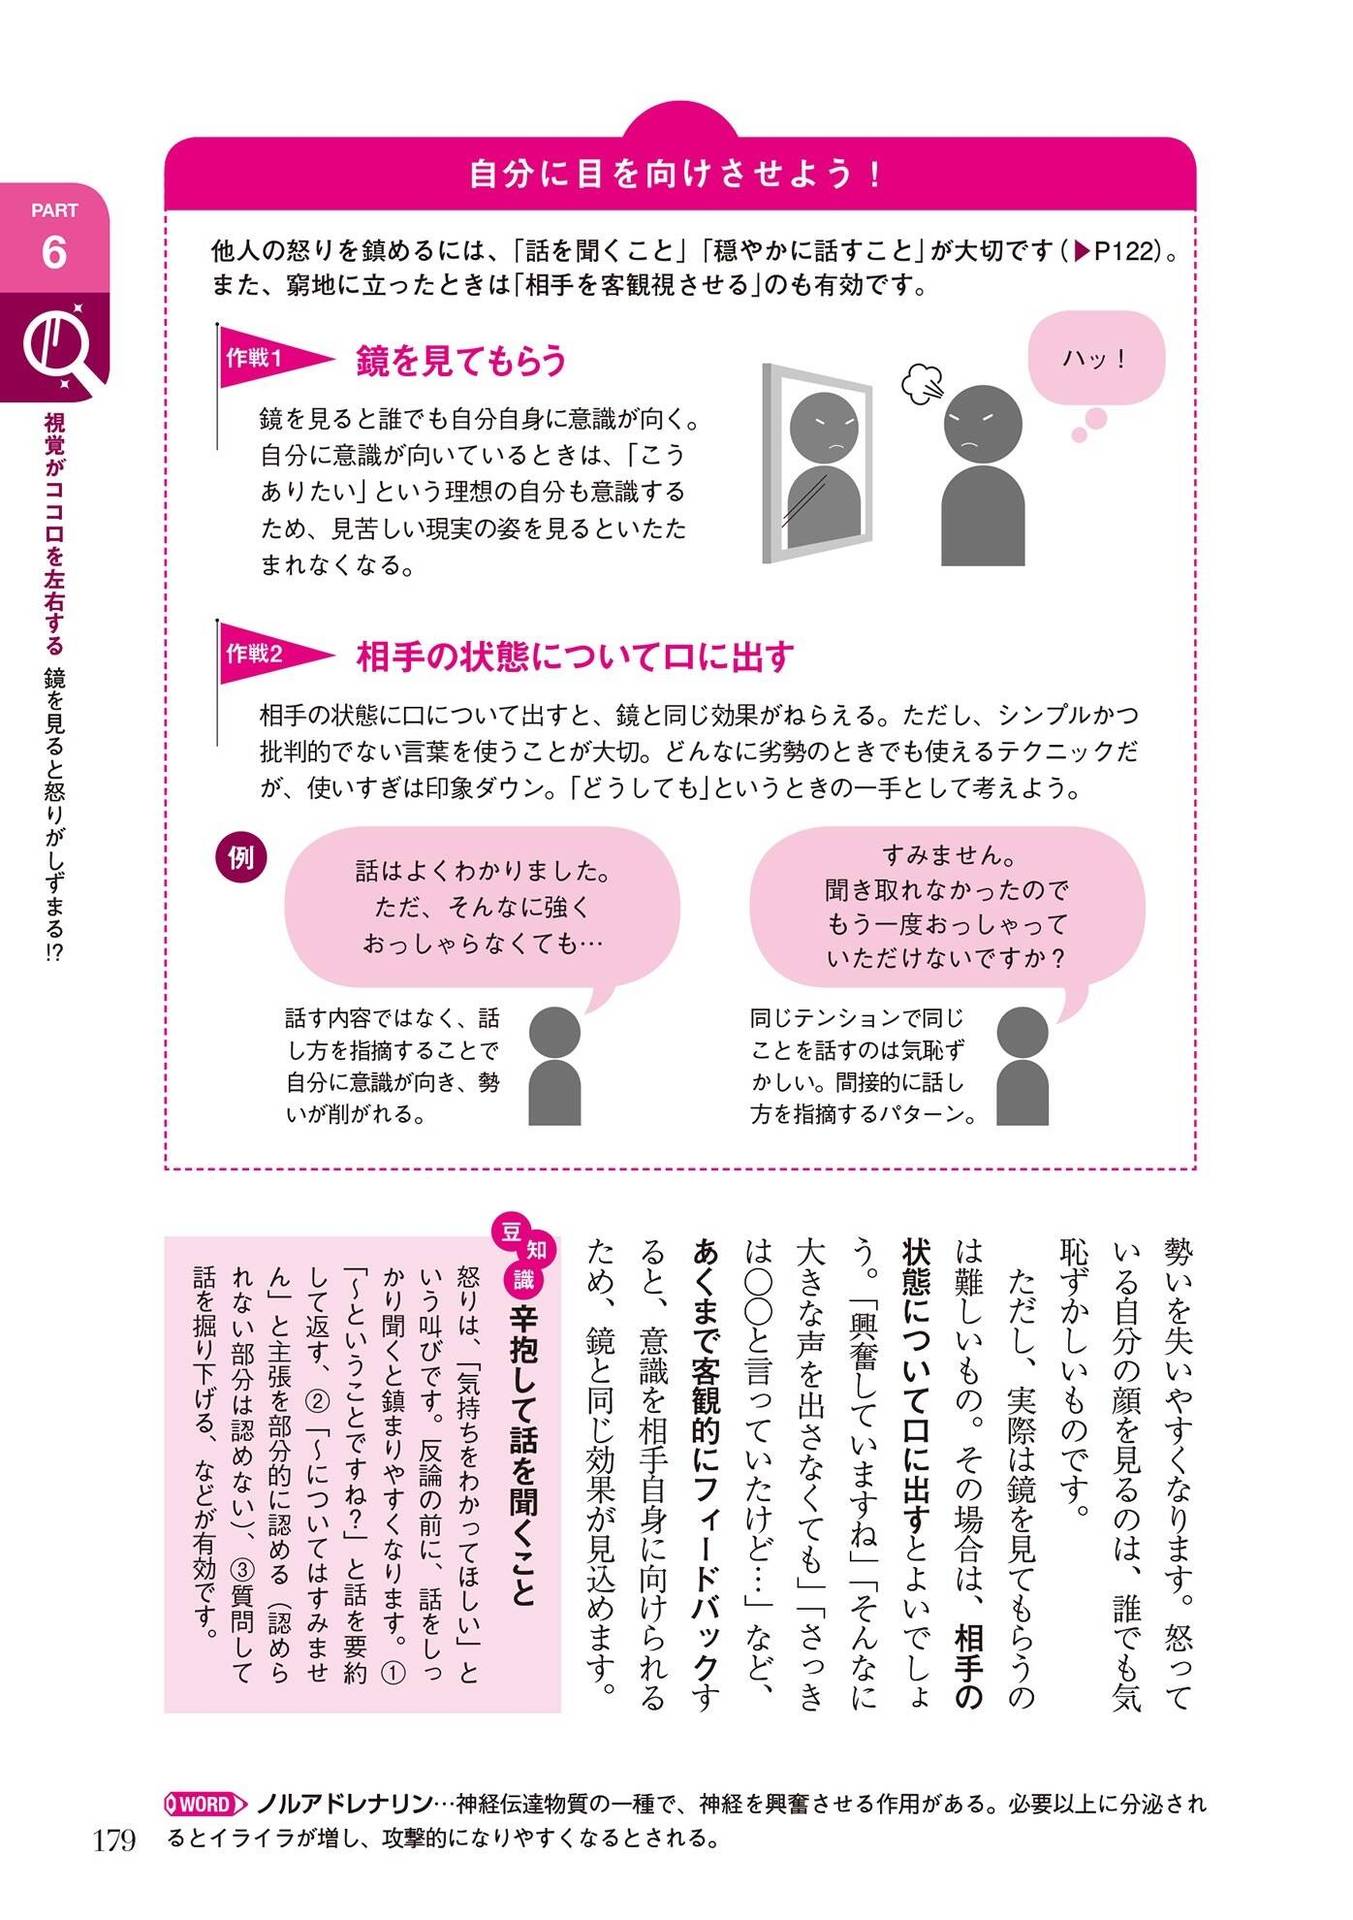 PART
6
視覚がココロを左右する 鏡を見ると怒りがしずまる!?
自分に目を向けさせよう！
他人の怒りを鎮めるには、「話を聞くこと」「穏やかに話すこと」が大切です（▶P122）。
また、窮地に立ったときは「相手を客観視させる」のも有効です。
作戦1
鏡を見てもらう
鏡を見ると誰でも自分自身に意識が向く。
自分に意識が向いているときは、「こう
ありたい」という理想の自分も意識する
ため、見苦しい現実の姿を見るといたた
まれなくなる。
ハッ！
作戦2
相手の状態について口に出す
相手の状態に口について出すと、鏡と同じ効果がねらえる。ただし、シンプルかつ
批判的でない言葉を使うことが大切。どんなに劣勢のときでも使えるテクニックだ
が、使いすぎは印象ダウン。「どうしても」というときの一手として考えよう。
例
話はよくわかりました。
ただ、そんなに強く
おっしゃらなくても…
話す内容ではなく、話
し方を指摘することで
自分に意識が向き、勢
いが削がれる。
すみません。
聞き取れなかったので
もう一度おっしゃって
いただけないですか？
同じテンションで同じ
ことを話すのは気恥ず
かしい。間接的に話し
方を指摘するパターン。
勢いを失いやすくなります。怒って
いる自分の顔を見るのは、誰でも気
恥ずかしいものです。
ただし、実際は鏡を見てもらうの
は難しいもの。その場合は、相手の
状態について口に出すとよいでしょ
う。「興奮していますね」「そんなに
大きな声を出さなくても」「さっき
は〇〇と言っていたけど…」など、
あくまで客観的にフィードバックす
ると、意識を相手自身に向けられる
ため、鏡と同じ効果が見込めます。
豆知識
辛抱して話を聞くこと
怒りは、「気持ちをわかってほしい」と
いう叫びです。反論の前に、話をしっ
かり聞くと鎮まりやすくなります。①
「〜ということですね？」と話を要約
して返す、②「〜についてはすみませ
ん」と主張を部分的に認める（認めら
れない部分は認めない）、③質問して
話を掘り下げる、などが有効です。
WORD ノルアドレナリン…神経伝達物質の一種で、神経を興奮させる作用がある。必要以上に分泌され
るとイライラが増し、攻撃的になりやすくなるとされる。
179